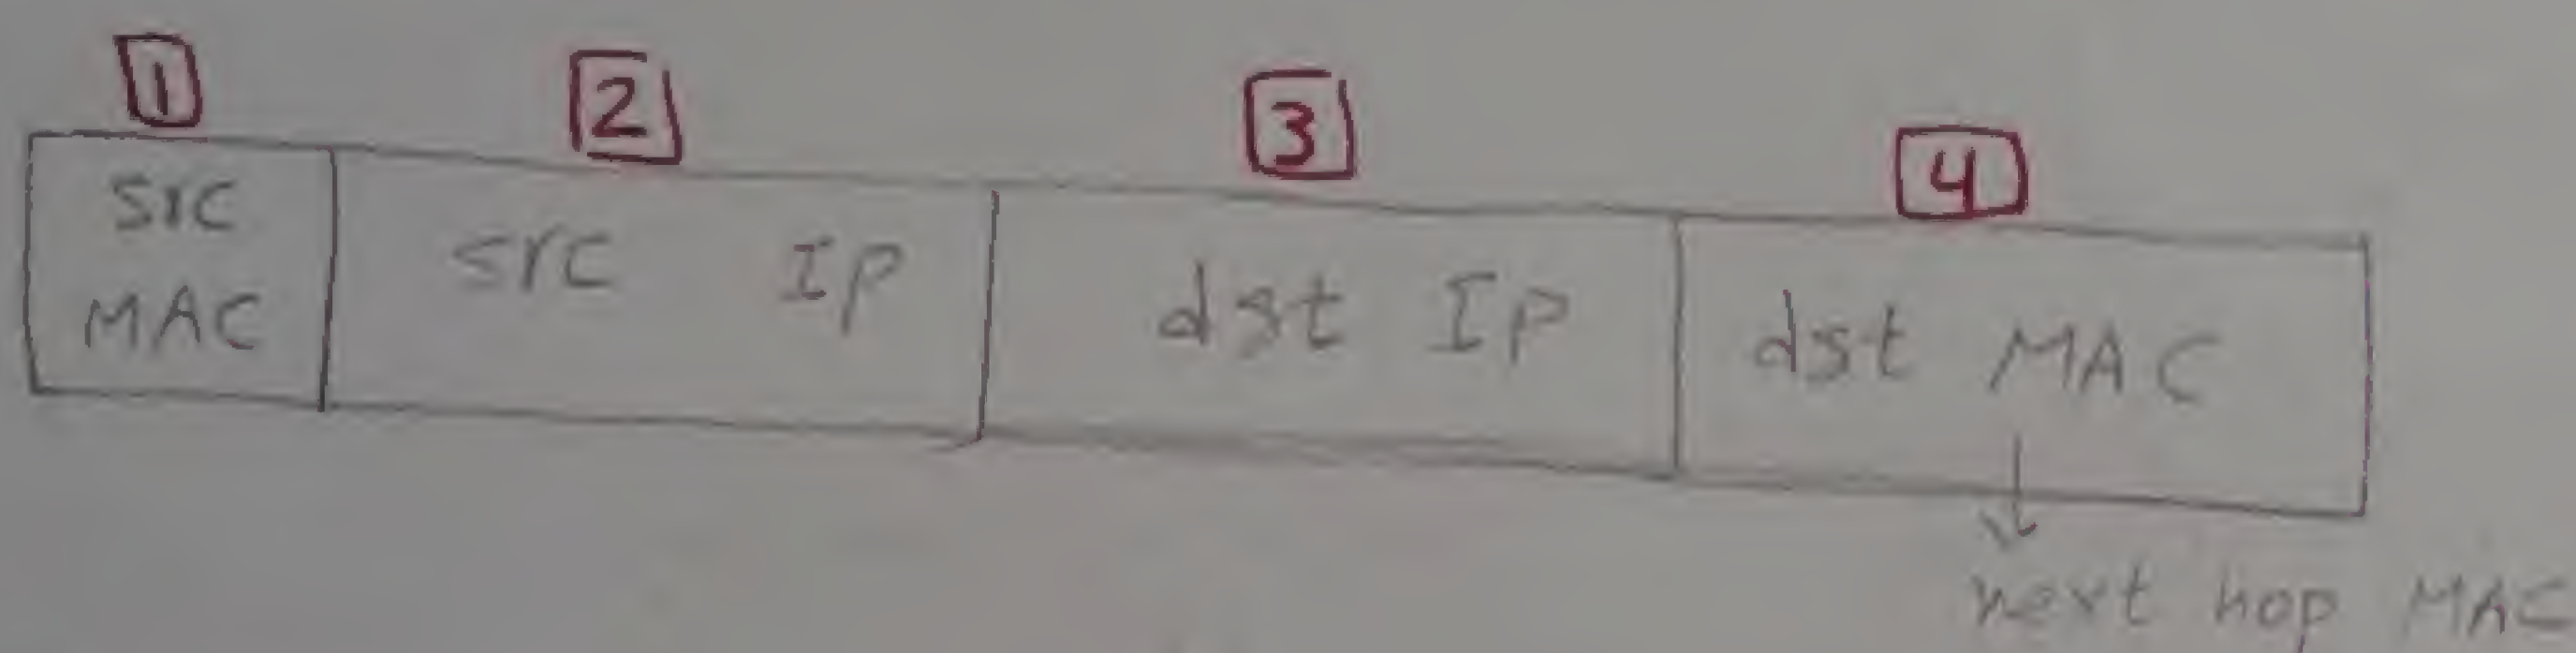 1
2
3
4
src
MAC
src IP
dst IP
dst MAC
next hop MAC